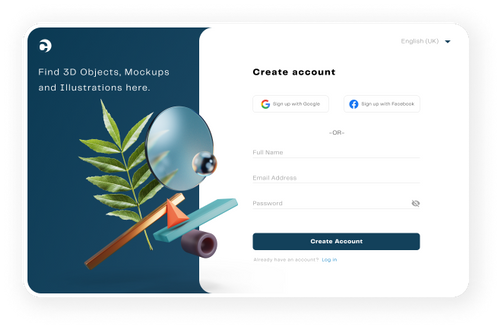 English (UK)
Find 3D Objects, Mockups
and Illustrations here.
Create account
Sign up with Google
Sign up with Facebook
-OR-
Full Name
Email Address
Password
Create Account
Already have an account? Log in